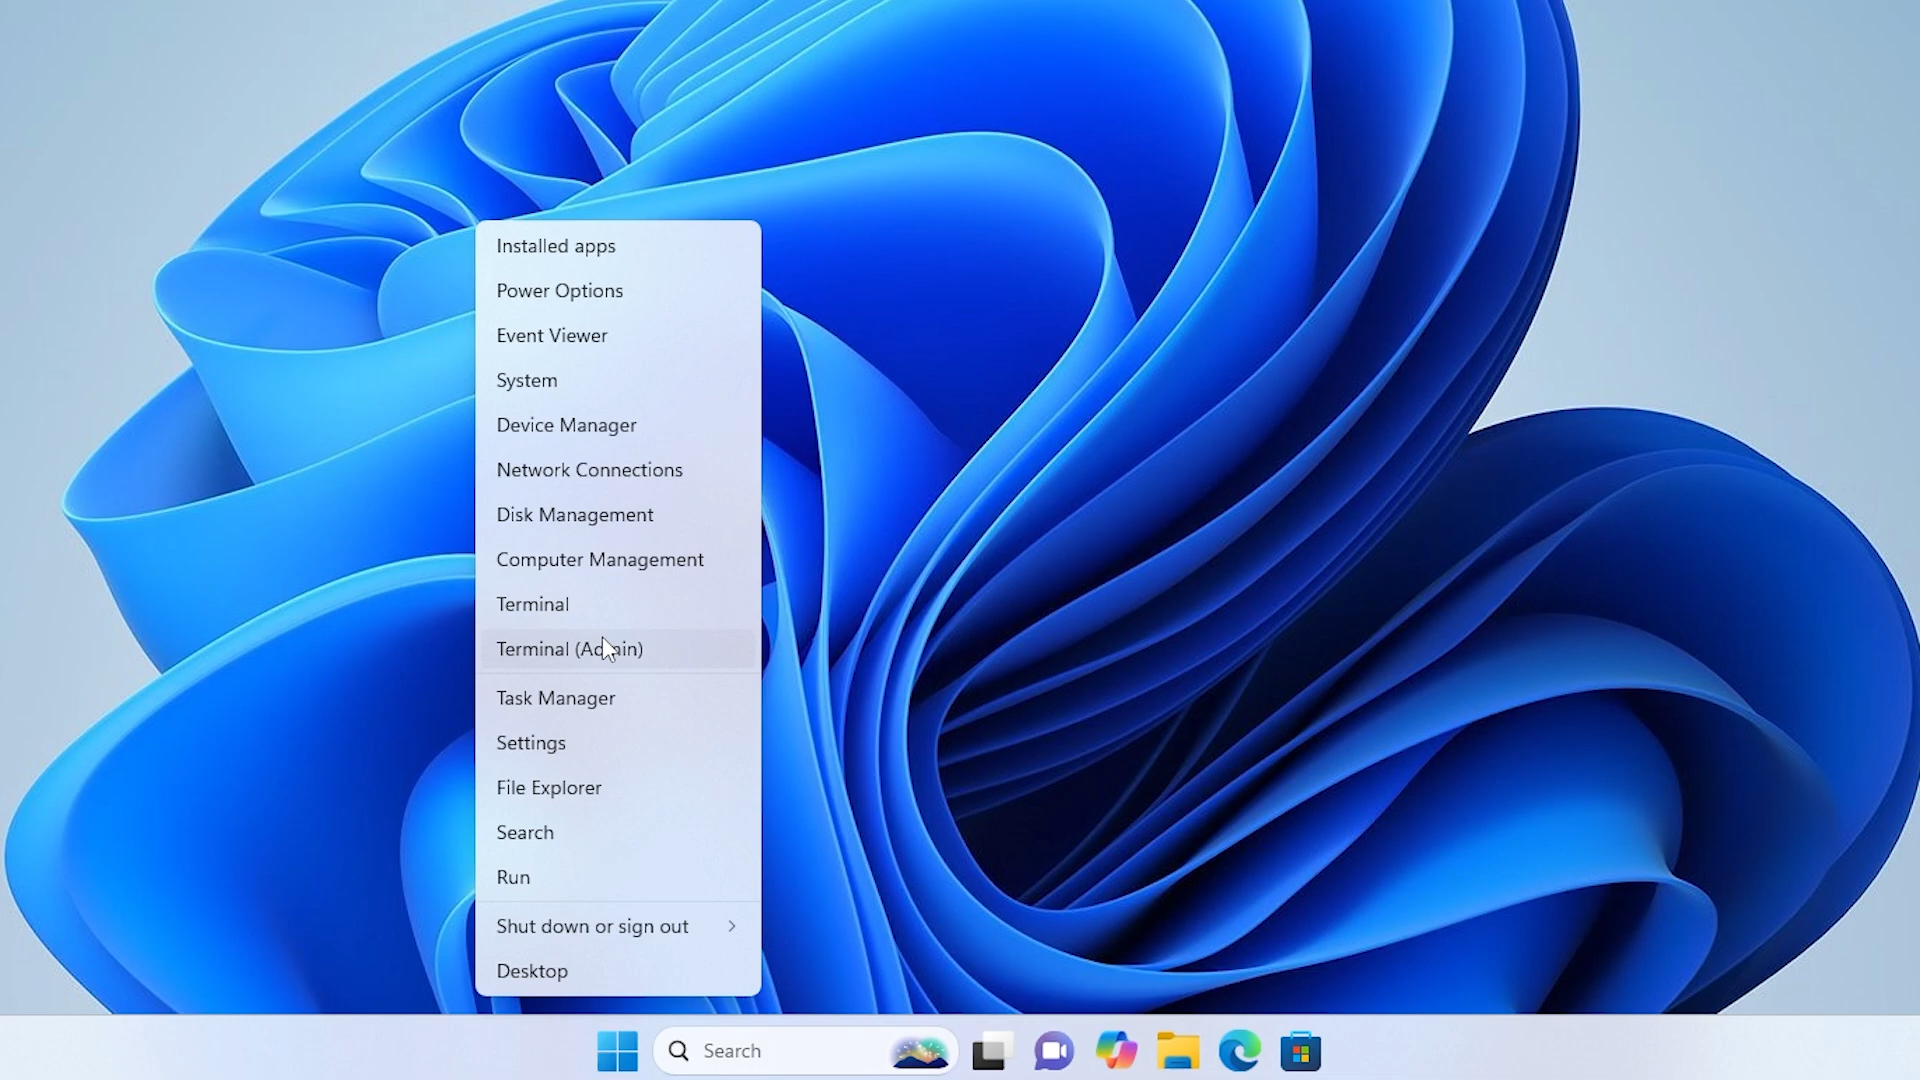 Installed apps
Power Options
Event Viewer
System
Device Manager
Network Connections
Disk Management
Computer Management
Terminal
Terminal (Admin)
Task Manager
Settings
File Explorer
Search
Run
Shut down or sign out
Desktop
Search